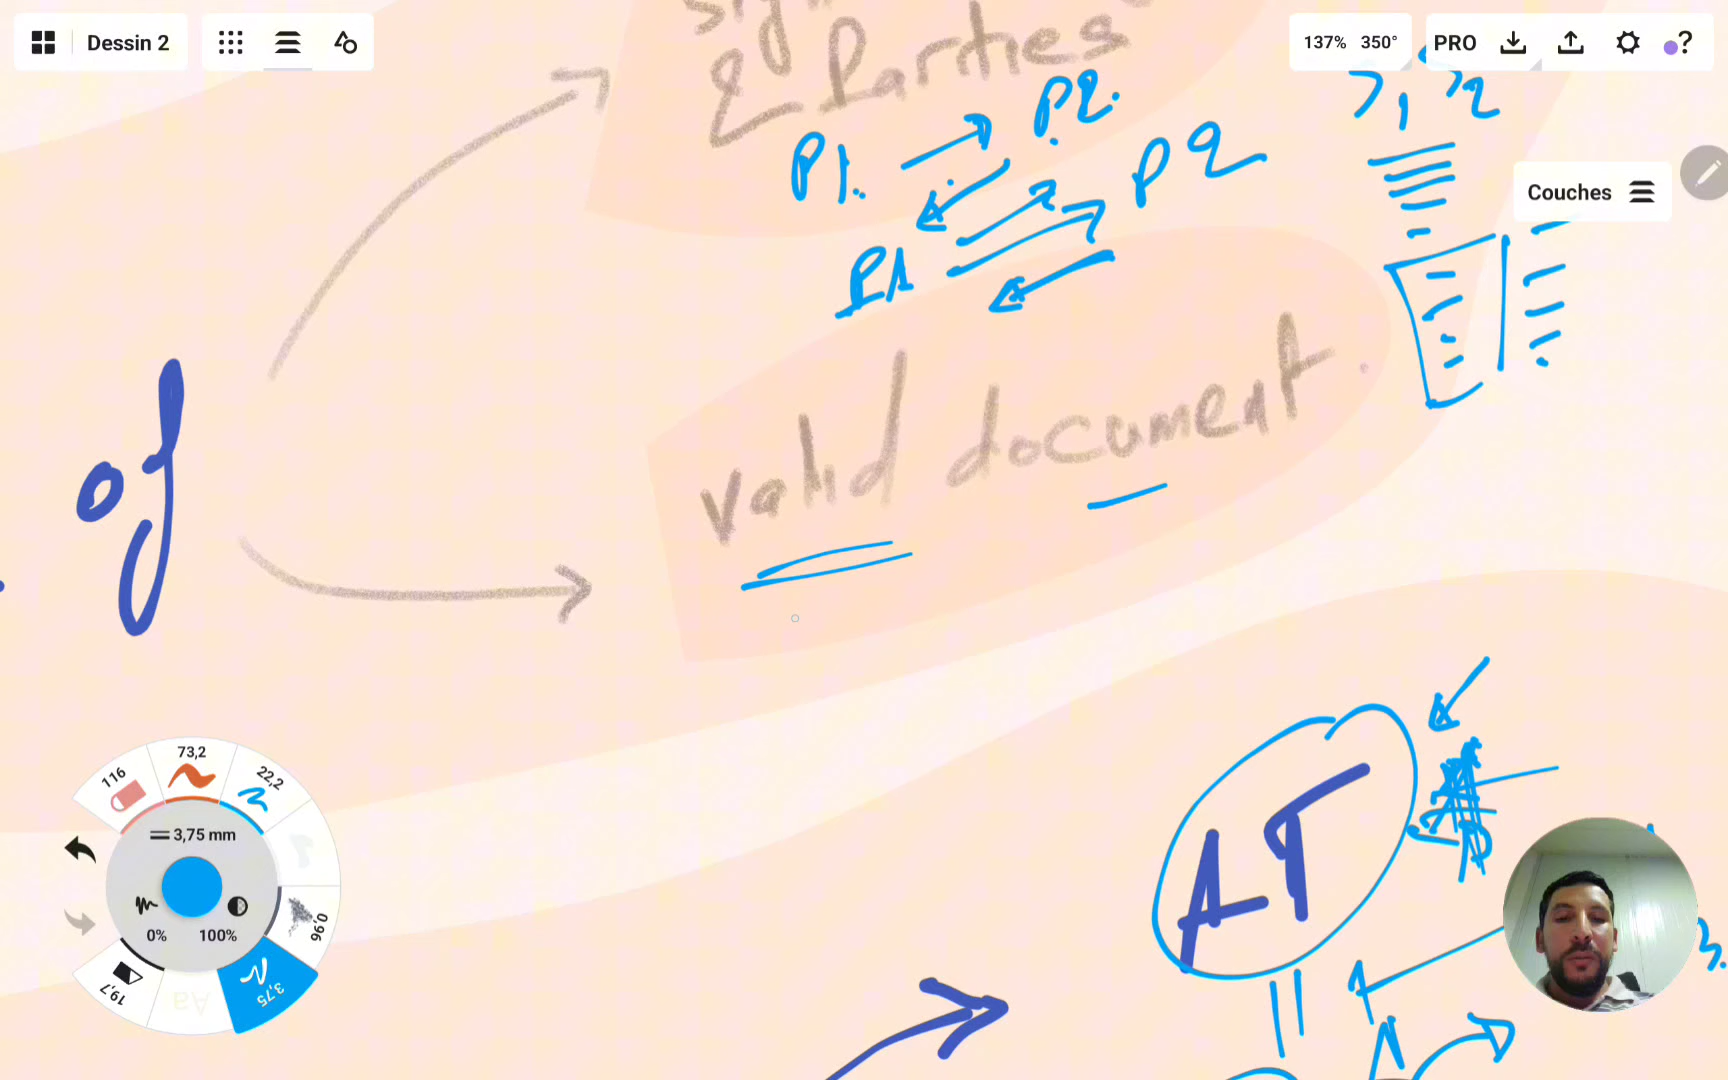 Dessin 2
137% 350° PRO ?
2 Parties
P1. P2.
P1 P2
Couches
of
valid document.
AT
116
73,2
22,2
3,75 mm
0% 100%
0,96
3,75
Aa
19,7